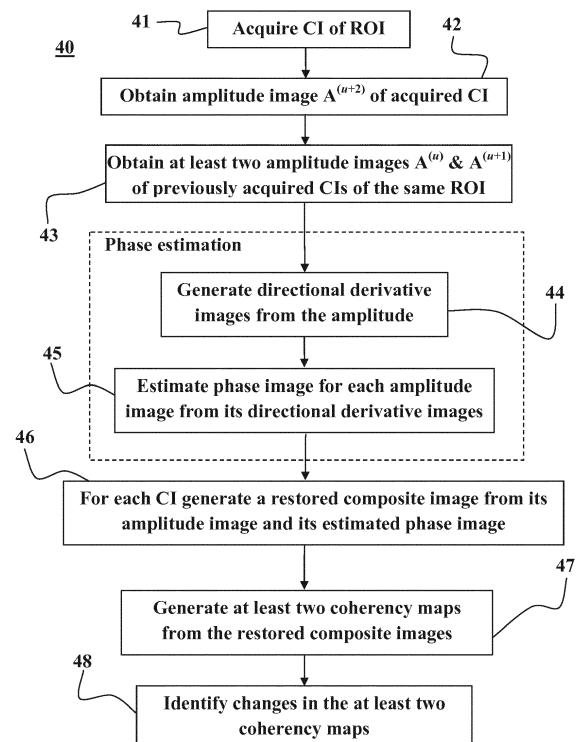 41
Acquire CI of ROI
40
42
Obtain amplitude image A^(u+2) of acquired CI
Obtain at least two amplitude images A^(u) & A^(u+1)
of previously acquired CIs of the same ROI
43
Phase estimation
Generate directional derivative
images from the amplitude
44
45
Estimate phase image for each amplitude
image from its directional derivative images
46
For each CI generate a restored composite image from its
amplitude image and its estimated phase image
47
Generate at least two coherency maps
from the restored composite images
48
Identify changes in the at least two
coherency maps